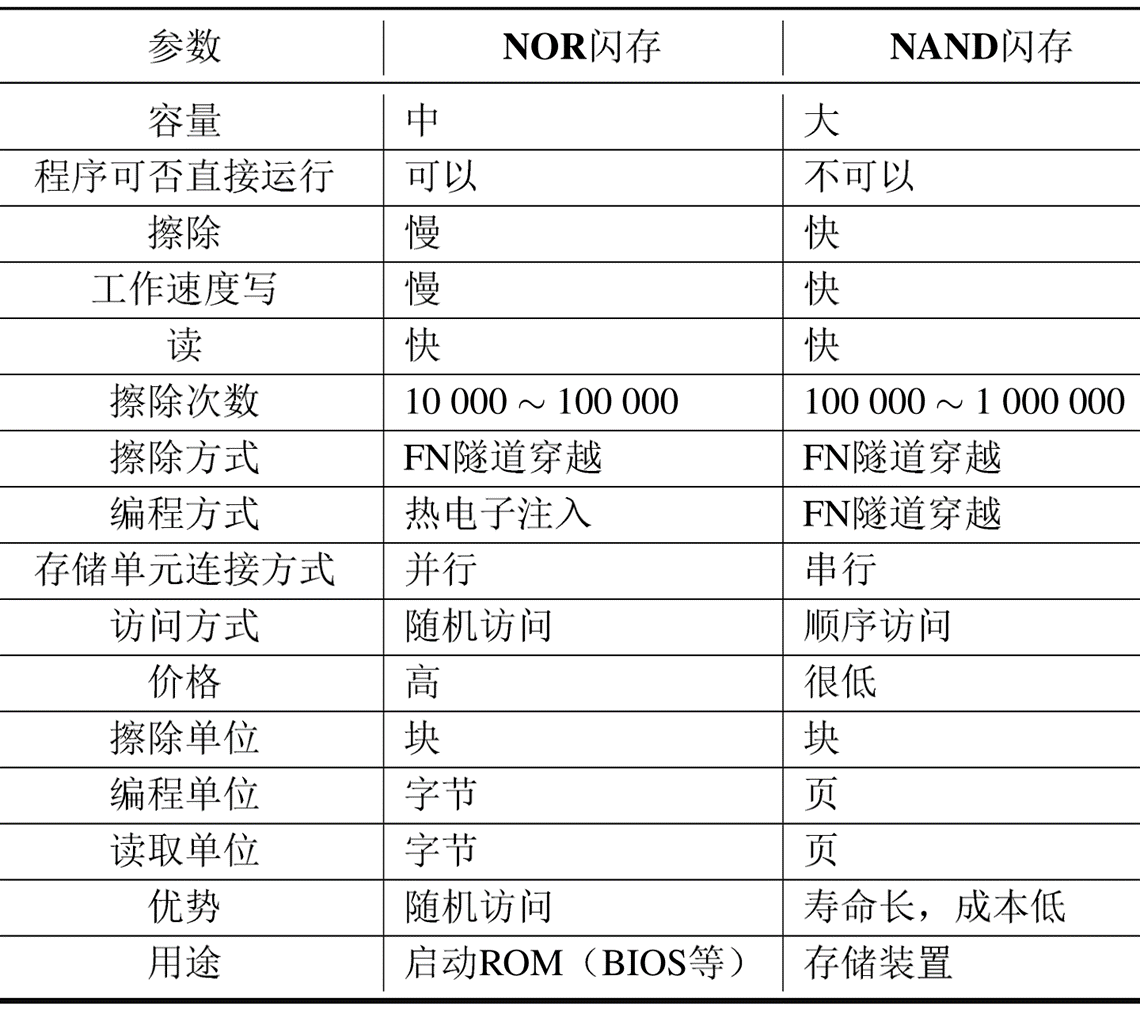 参数 NOR闪存 NAND闪存
容量 中 大
程序可否直接运行 可以 不可以
擦除 慢 快
工作速度写 慢 快
读 快 快
擦除次数 10 000 ~ 100 000 100 000 ~ 1 000 000
擦除方式 FN隧道穿越 FN隧道穿越
编程方式 热电子注入 FN隧道穿越
存储单元连接方式 并行 串行
访问方式 随机访问 顺序访问
价格 高 很低
擦除单位 块 块
编程单位 字节 页
读取单位 字节 页
优势 随机访问 寿命长，成本低
用途 启动ROM（BIOS等） 存储装置